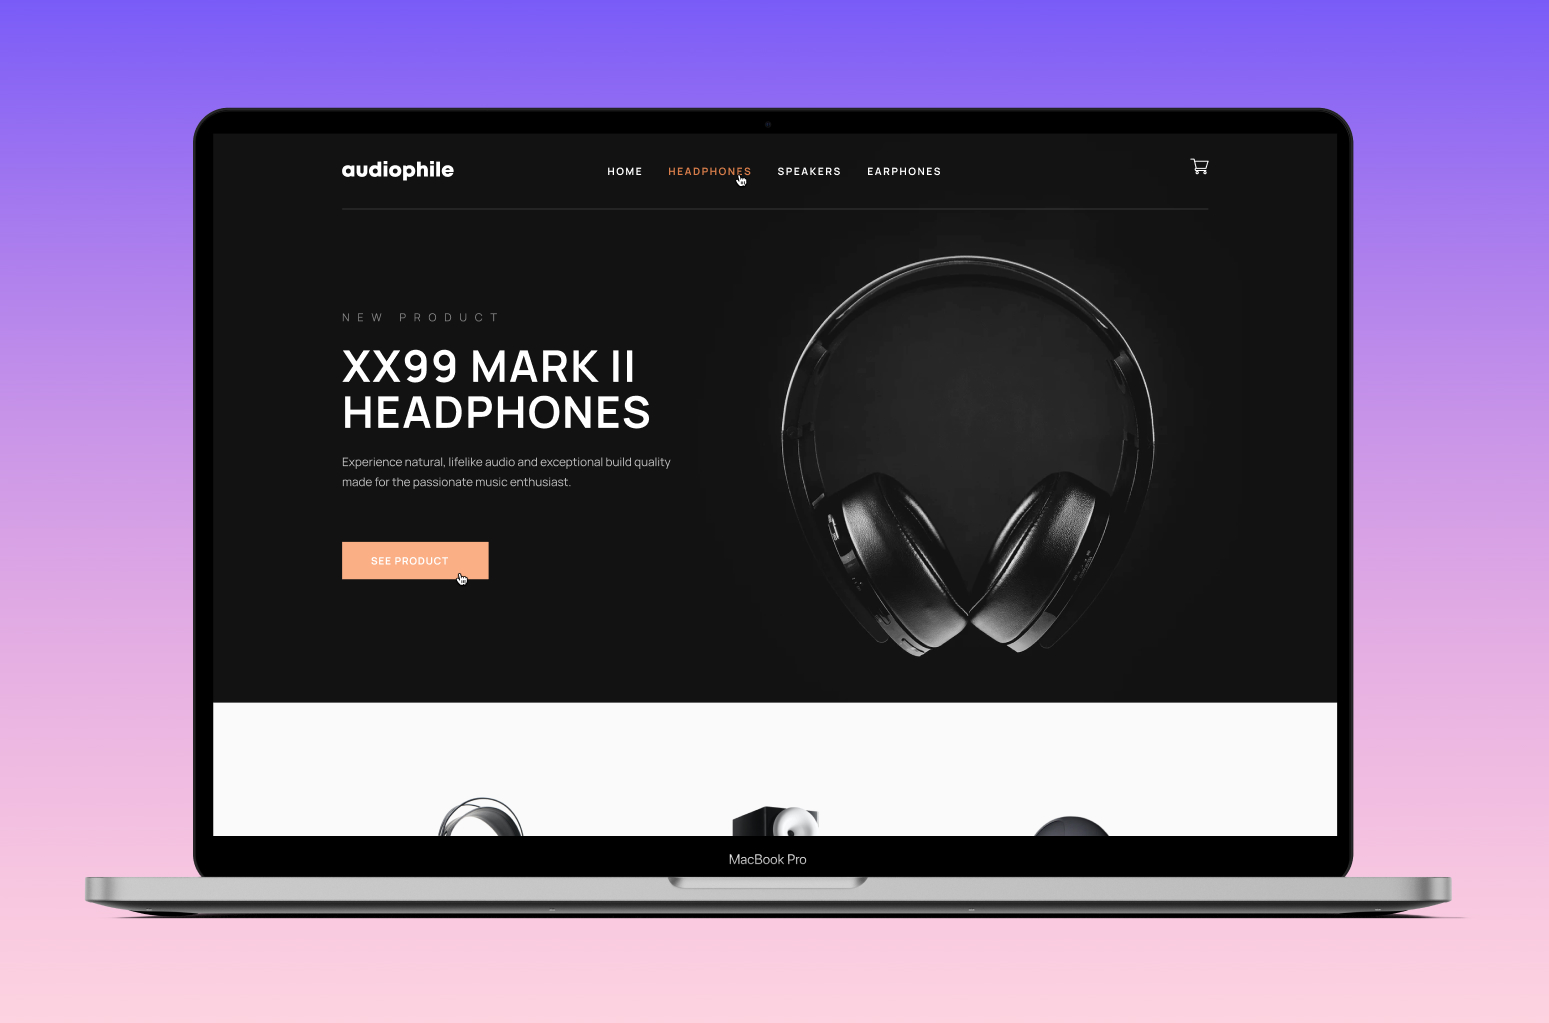 audiophile
HOME HEADPHONES SPEAKERS EARPHONES
NEW PRODUCT
XX99 MARK II
HEADPHONES
Experience natural, lifelike audio and exceptional build quality
made for the passionate music enthusiast.
SEE PRODUCT
MacBook Pro